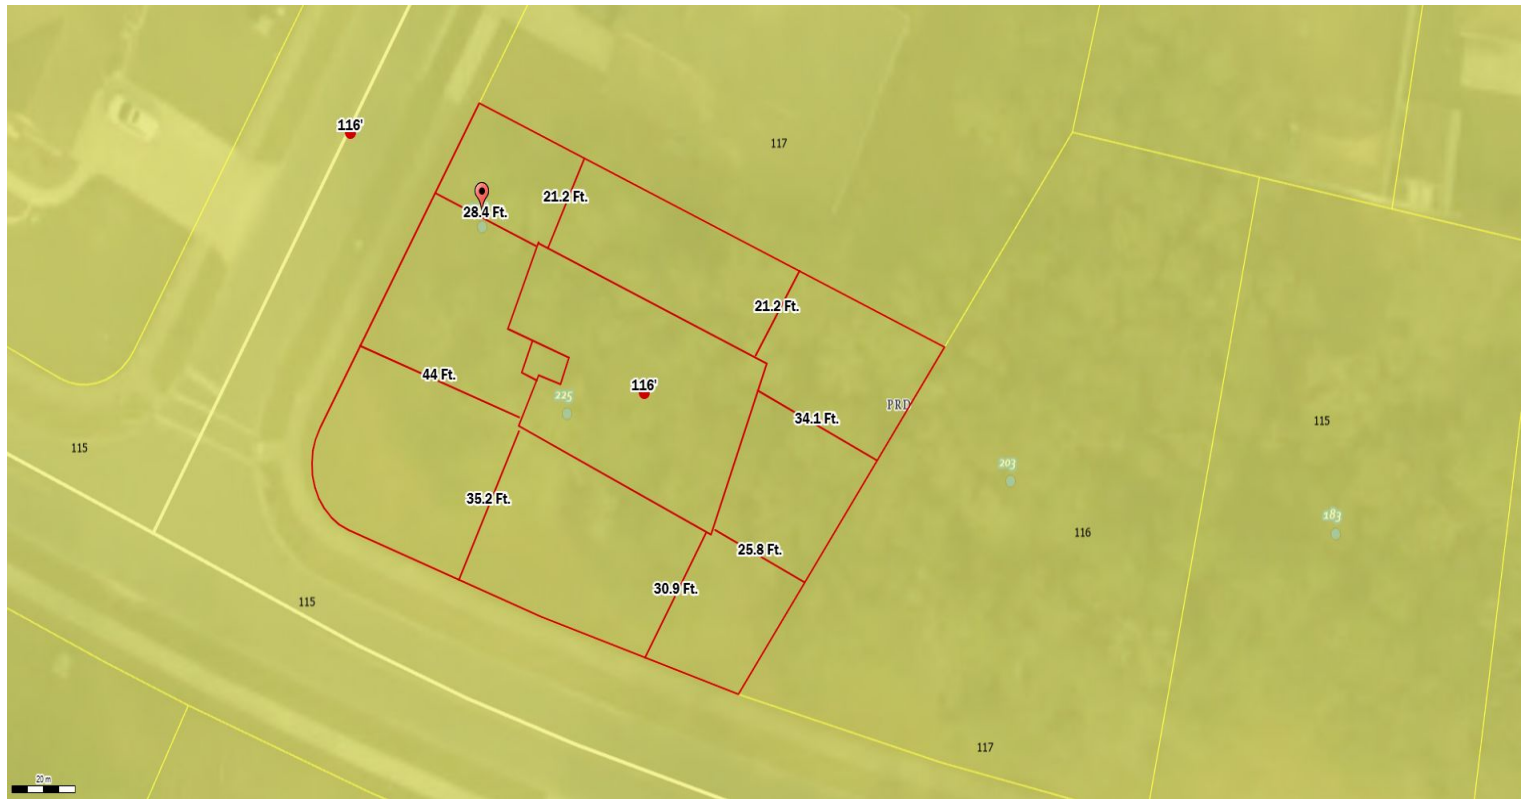 116'
117
21.2 Ft.
28.4 Ft.
21.2 Ft.
44 Ft.
116'
225
PRD
34.1 Ft.
115
115
203
35.2 Ft.
183
116
25.8 Ft.
30.9 Ft.
115
117
20 m